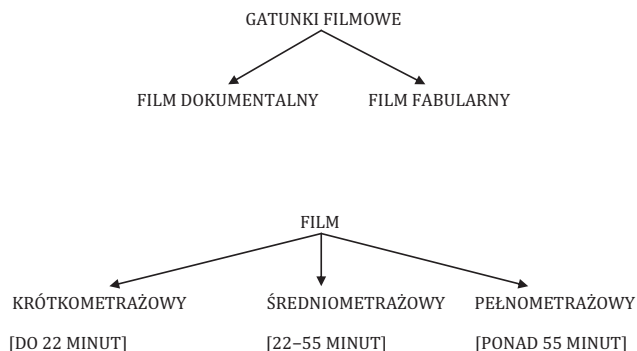 GATUNKI FILMOWE
FILM DOKUMENTALNY FILM FABULARNY
FILM
KRÓTKOMETRAŻOWY ŚREDNIOMETRAŻOWY PEŁNOMETRAŻOWY
[DO 22 MINUT] [22–55 MINUT] [PONAD 55 MINUT]